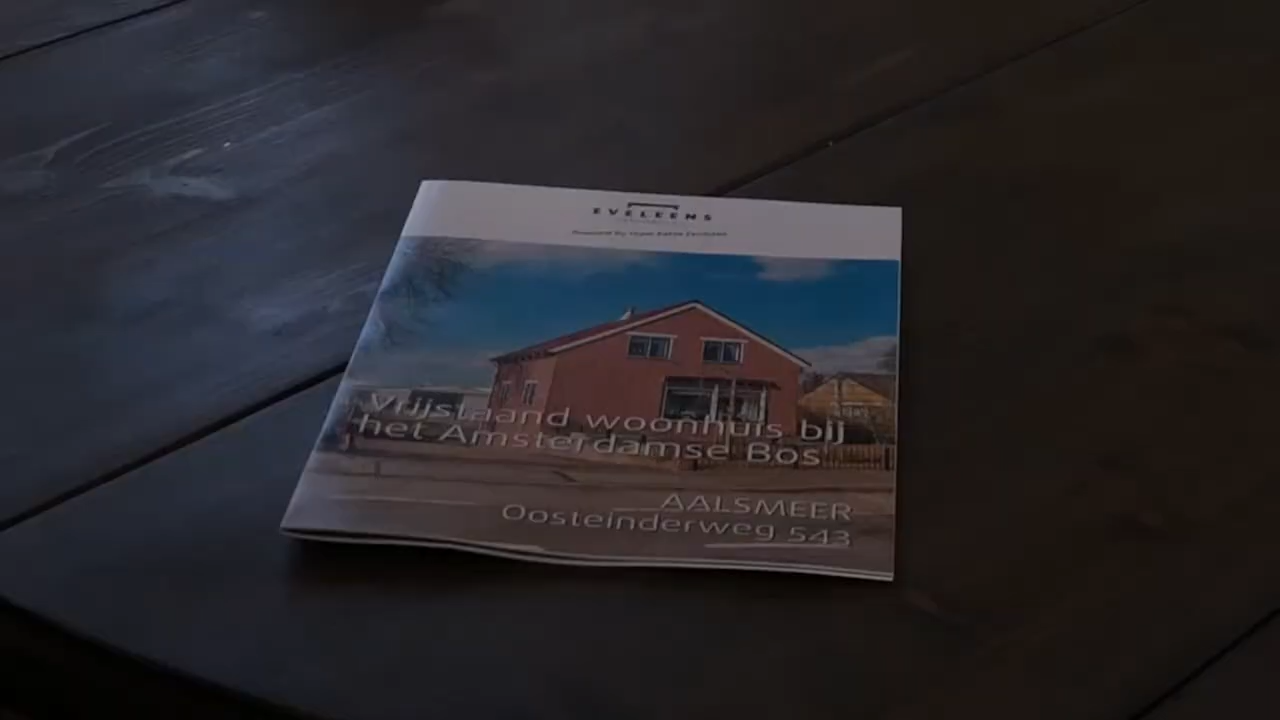 EVELEENS
Vrijstaand woonhuis bij
het Amsterdamse Bos
AALSMEER
Oosteinderweg 543